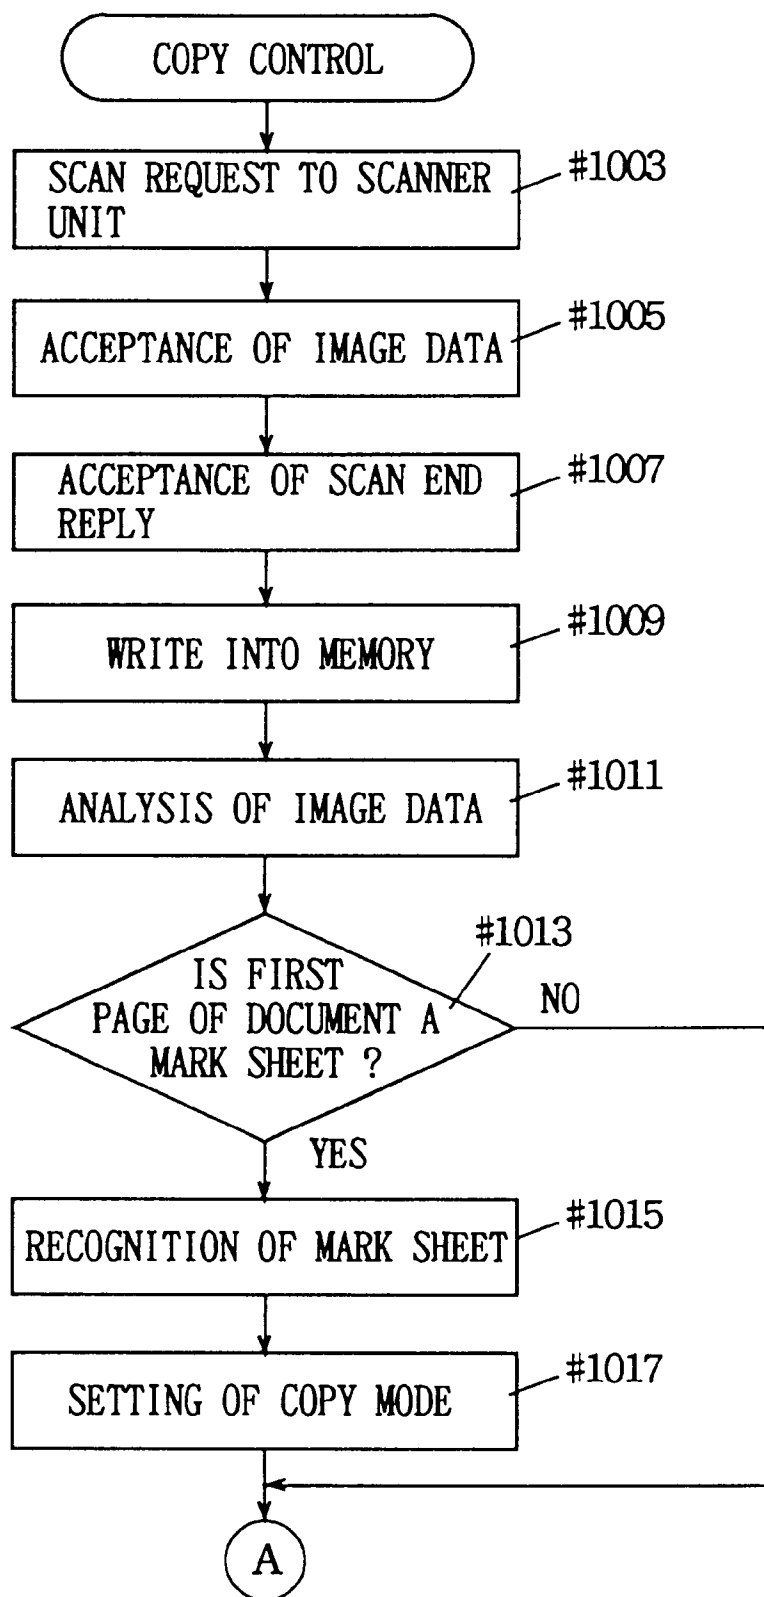 COPY CONTROL
SCAN REQUEST TO SCANNER
UNIT
#1003
ACCEPTANCE OF IMAGE DATA
#1005
ACCEPTANCE OF SCAN END
REPLY
#1007
WRITE INTO MEMORY
#1009
ANALYSIS OF IMAGE DATA
#1011
IS FIRST
PAGE OF DOCUMENT A
MARK SHEET ?
#1013
NO
YES
RECOGNITION OF MARK SHEET
#1015
SETTING OF COPY MODE
#1017
A